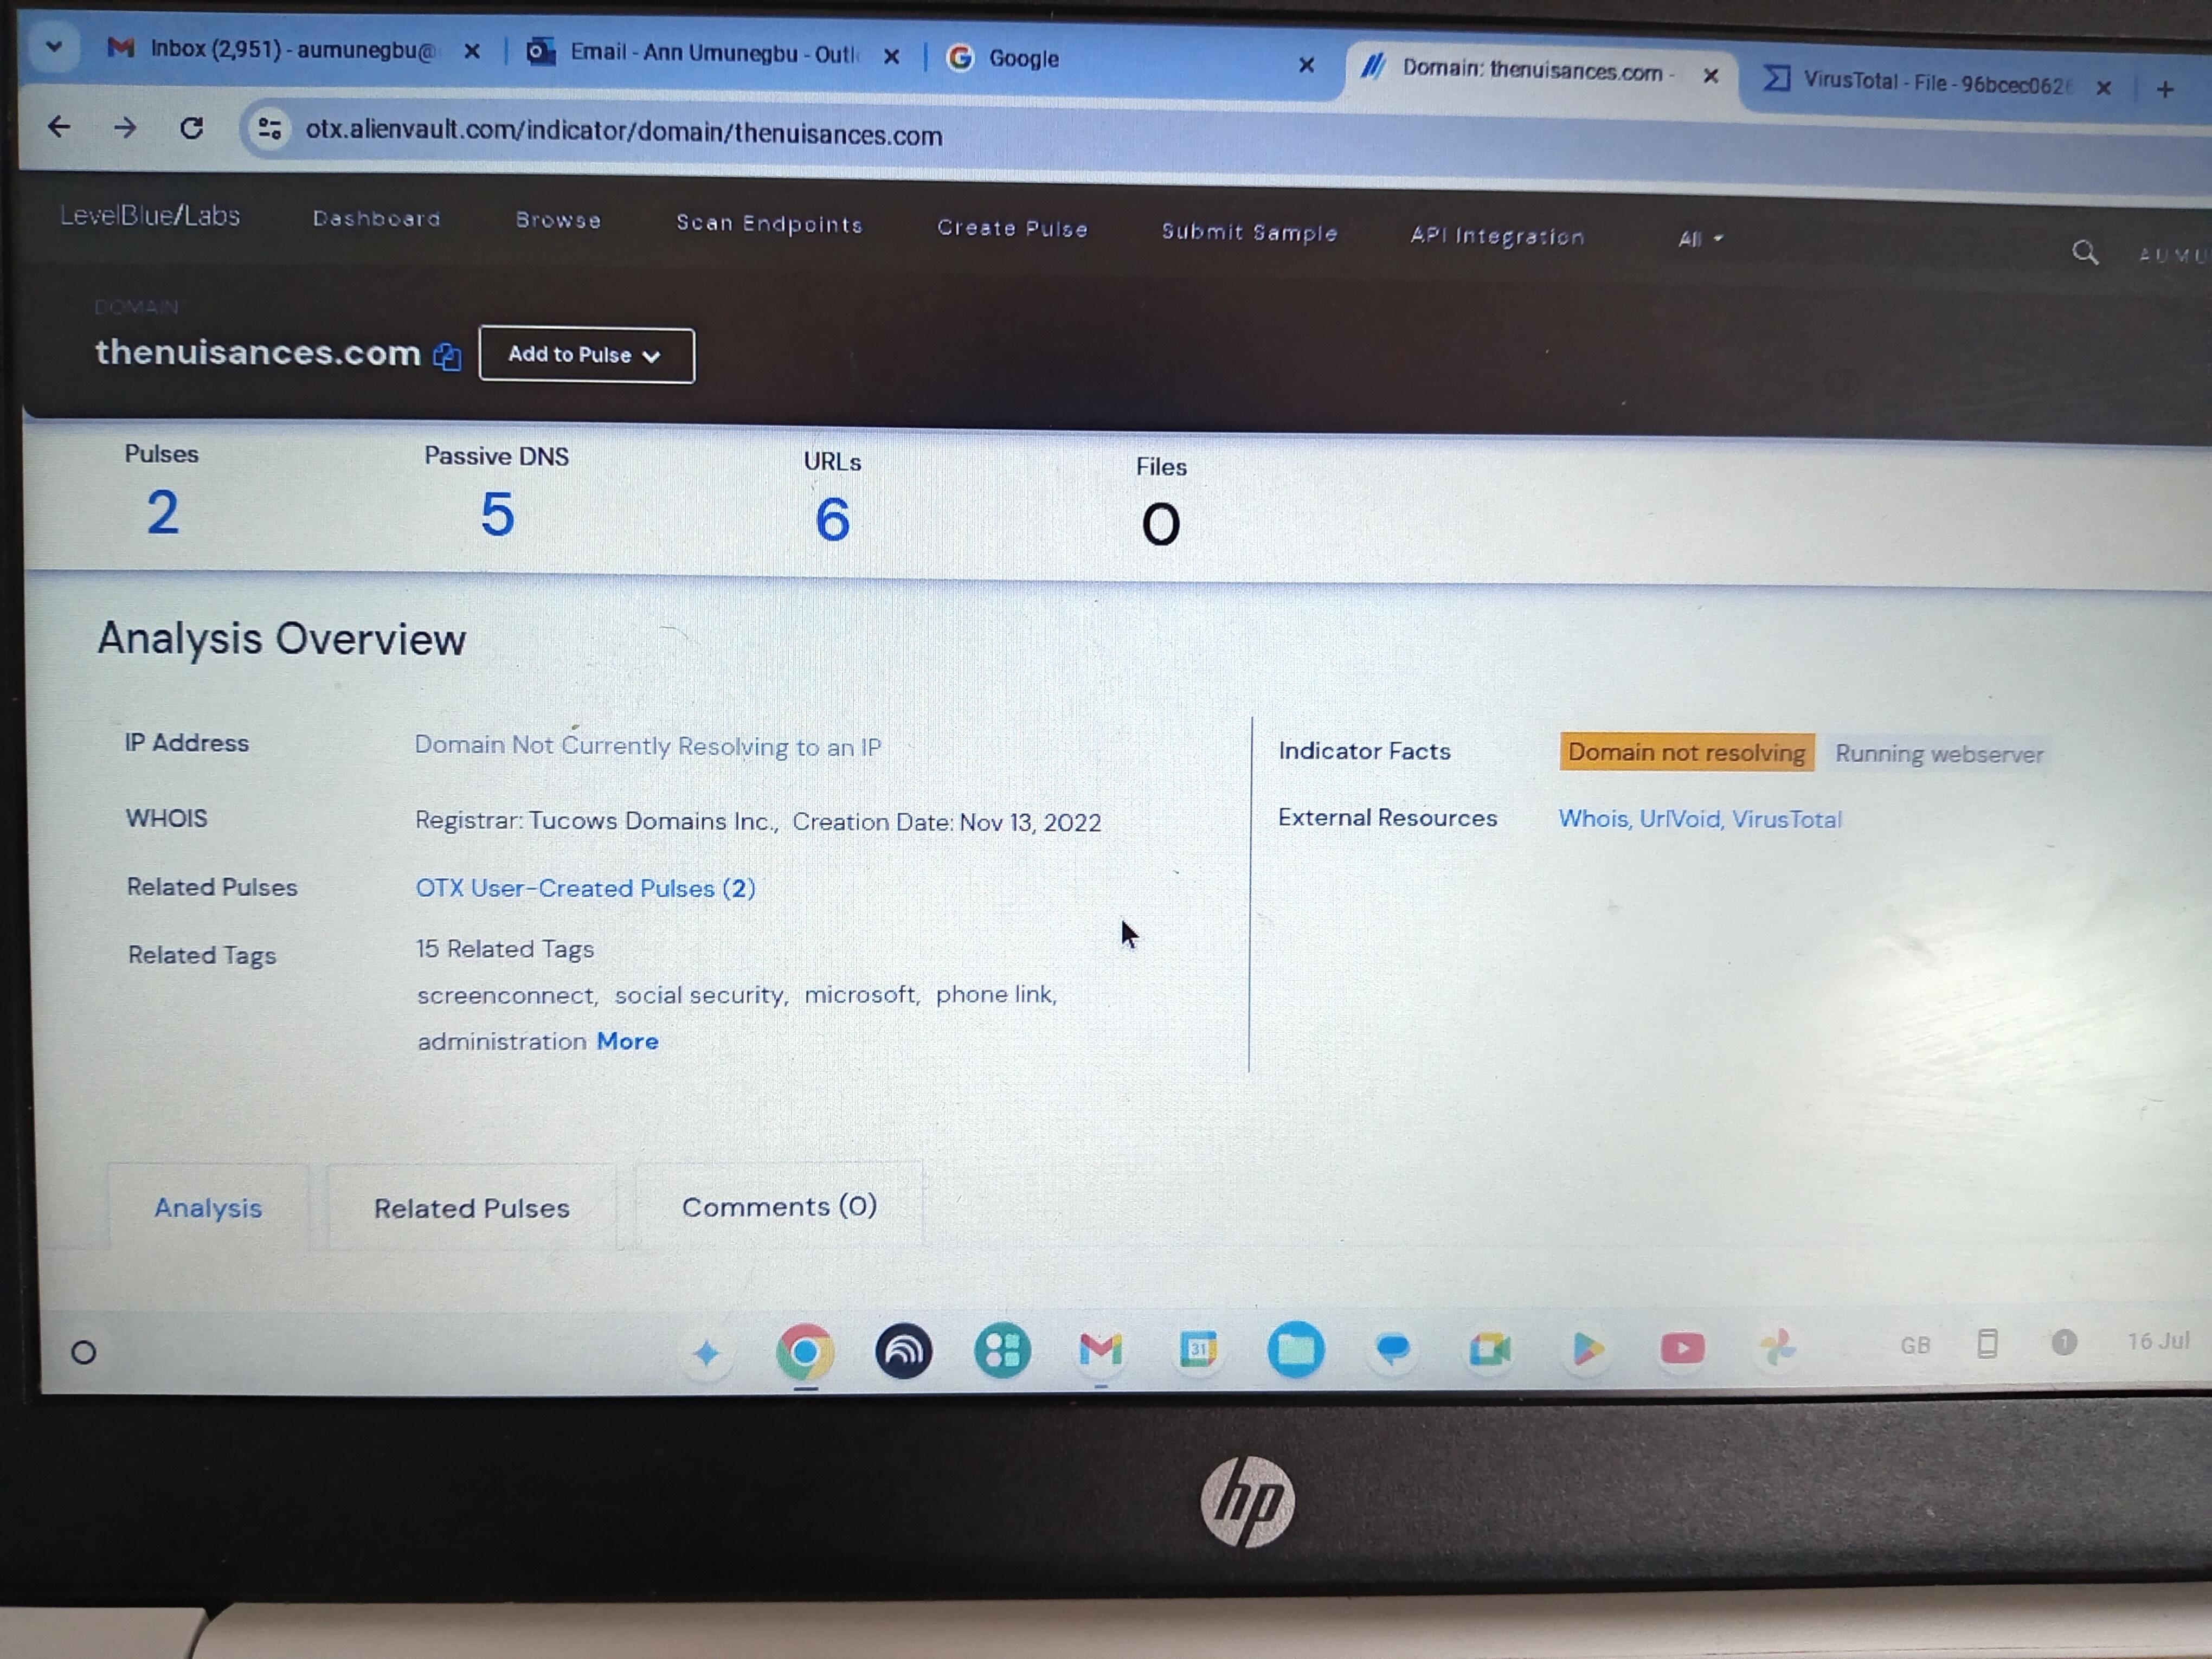 Inbox (2,951) - aumunegbu@
Email - Ann Umunegbu - Outl
Google
Domain: thenuisances.com -
VirusTotal - File - 96bcec062
otx.alienvault.com/indicator/domain/thenuisances.com
LevelBlue/Labs Dashboard Browse Scan Endpoints Create Pulse Submit Sample API Integration All AUMU
DOMAIN
thenuisances.com Add to Pulse
Pulses Passive DNS URLs Files
2 5 6 0
Analysis Overview
IP Address Domain Not Currently Resolving to an IP
Indicator Facts Domain not resolving Running webserver
WHOIS Registrar: Tucows Domains Inc., Creation Date: Nov 13, 2022
External Resources Whois, UrlVoid, VirusTotal
Related Pulses OTX User-Created Pulses (2)
Related Tags 15 Related Tags
screenconnect, social security, microsoft, phone link,
administration More
Analysis Related Pulses Comments (0)
31 GB 1 16 Jul
hp